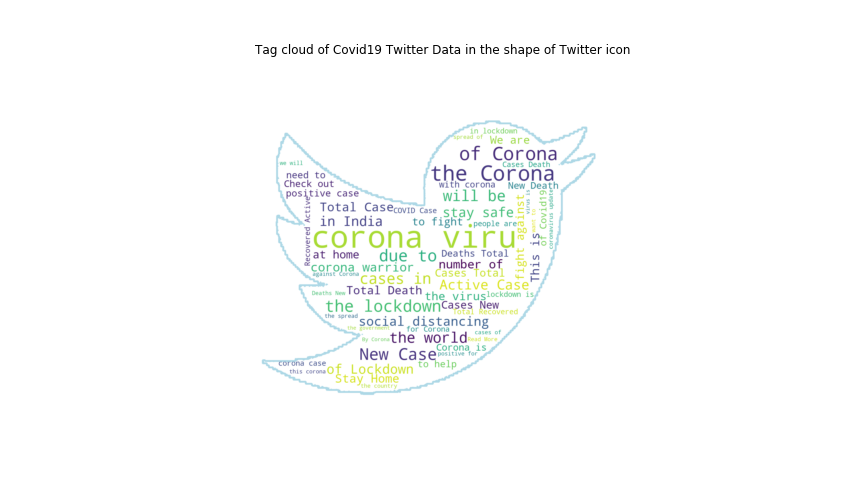 Tag cloud of Covid19 Twitter Data in the shape of Twitter icon
in lockdown
spread of
We are
of Corona
we will
Cases Death
need to
the Corona
Check out
with corona
New Death
positive case
will be
virus is
of Covid19
coronavirus update
Recovered Active
Total Case
COVID Case
stay safe
in India
to fight
people are
fight against
This is
corona viru
at home
due to
Deaths Total
number of
corona warrior
against Corona
Cases Total
cases in
Active Case
Deaths New
Total Death
the virus
lockdown is
the lockdown
Cases New
Total Recovered
the spread
social distancing
the government
for Corona
cases of
By Corona
the world
Read More
New Case
Corona is
positive for
corona case
this corona
of Lockdown
to help
Stay Home
the country